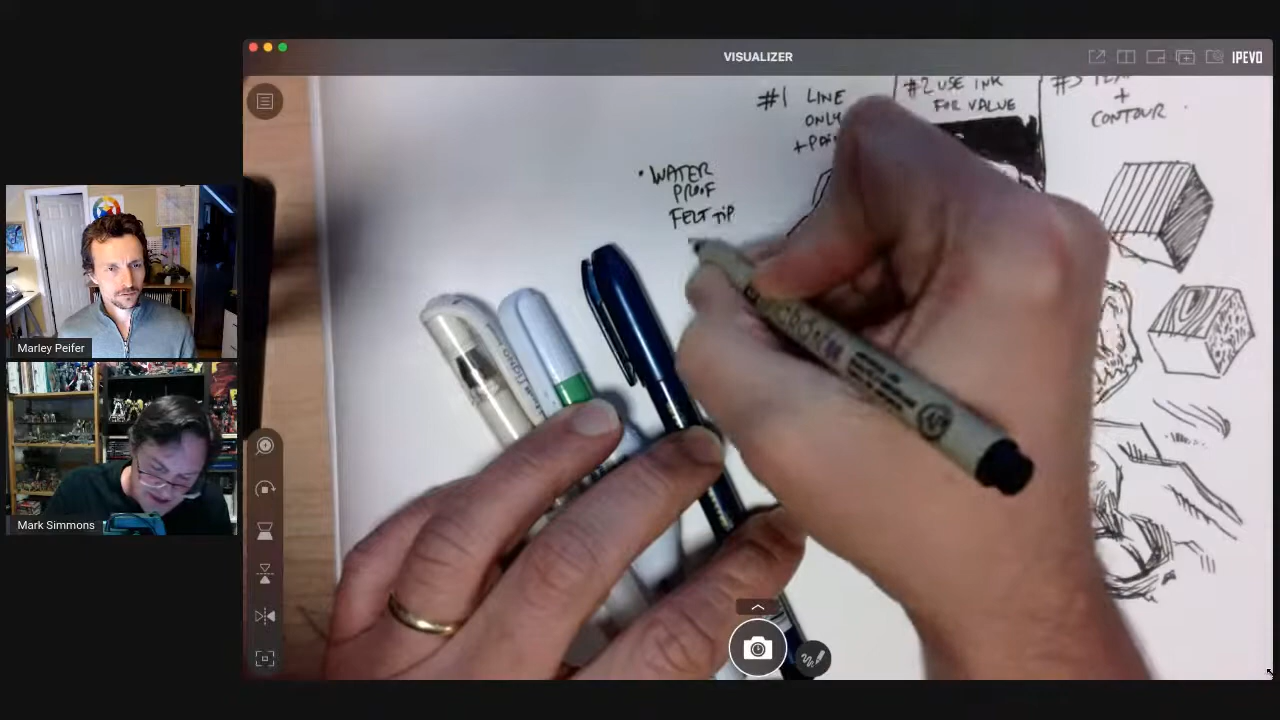 VISUALIZER
IPEVO
#1 LINE
ONLY
#2 USE INK
FOR VALUE
+
CONTOUR
• WATER
PROOF
FELT TIP
Marley Peifer
Mark Simmons